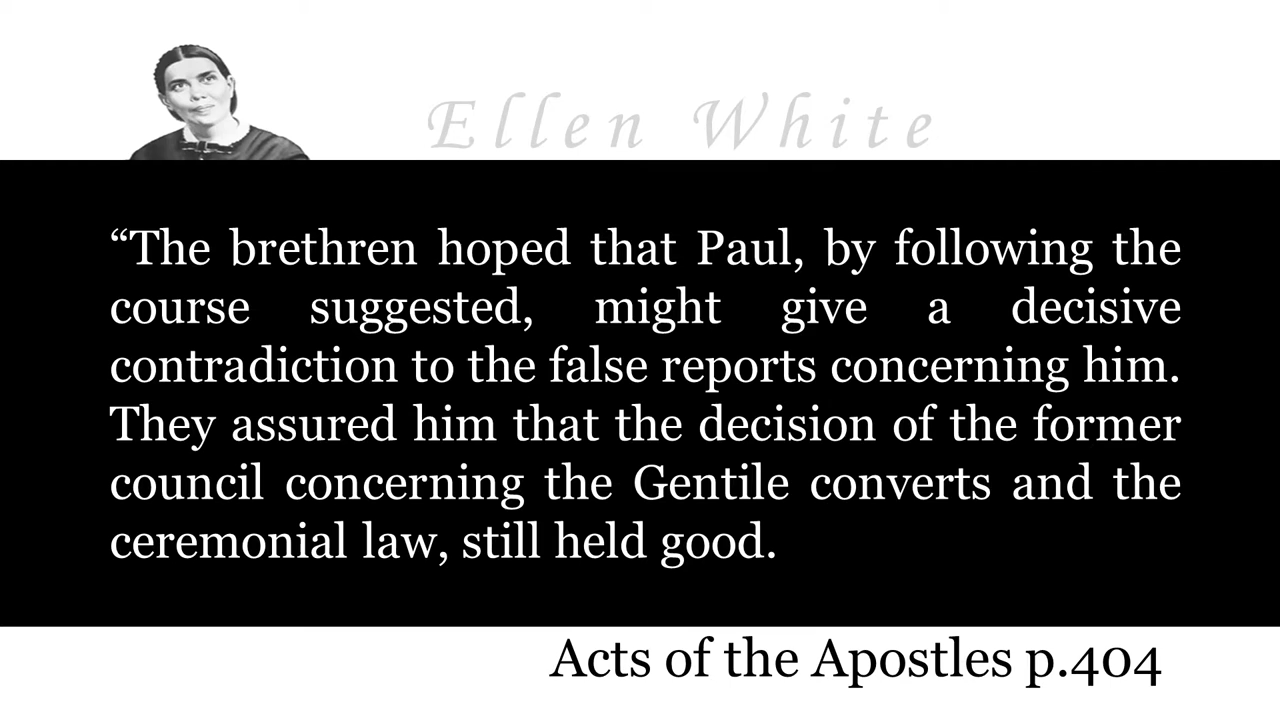 Ellen White
“The brethren hoped that Paul, by following the
course suggested, might give a decisive
contradiction to the false reports concerning him.
They assured him that the decision of the former
council concerning the Gentile converts and the
ceremonial law, still held good.
Acts of the Apostles p.404